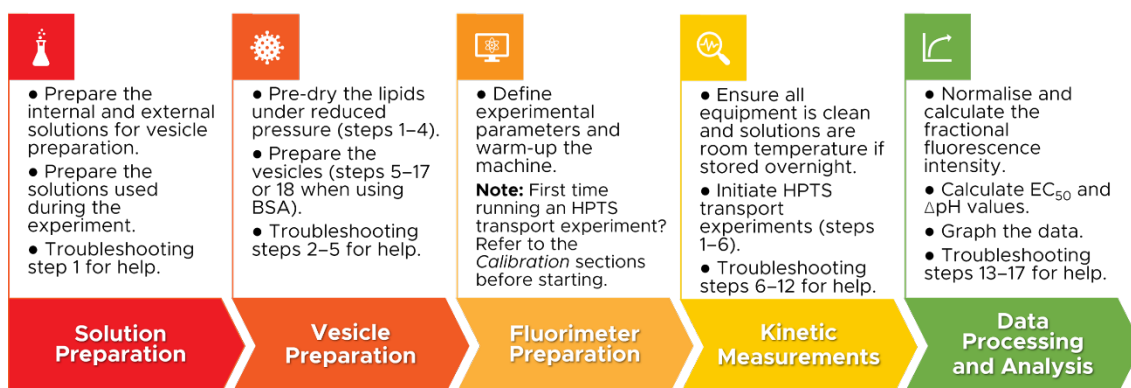 ● Prepare the
internal and external
solutions for vesicle
preparation.
● Prepare the
solutions used
during the
experiment.
● Troubleshooting
step 1 for help.
Solution
Preparation
● Pre-dry the lipids
under reduced
pressure (steps 1–4).
● Prepare the
vesicles (steps 5–17
or 18 when using
BSA).
● Troubleshooting
steps 2–5 for help.
Vesicle
Preparation
● Define
experimental
parameters and
warm-up the
machine.
Note: First time
running an HPTS
transport experiment?
Refer to the
Calibration sections
before starting.
Fluorimeter
Preparation
● Ensure all
equipment is clean
and solutions are
room temperature if
stored overnight.
● Initiate HPTS
transport
experiments (steps
1–6).
● Troubleshooting
steps 6–12 for help.
Kinetic
Measurements
● Normalise and
calculate the
fractional
fluorescence
intensity.
● Calculate EC₅₀ and
ΔpH values.
● Graph the data.
● Troubleshooting
steps 13–17 for help.
Data
Processing
and Analysis